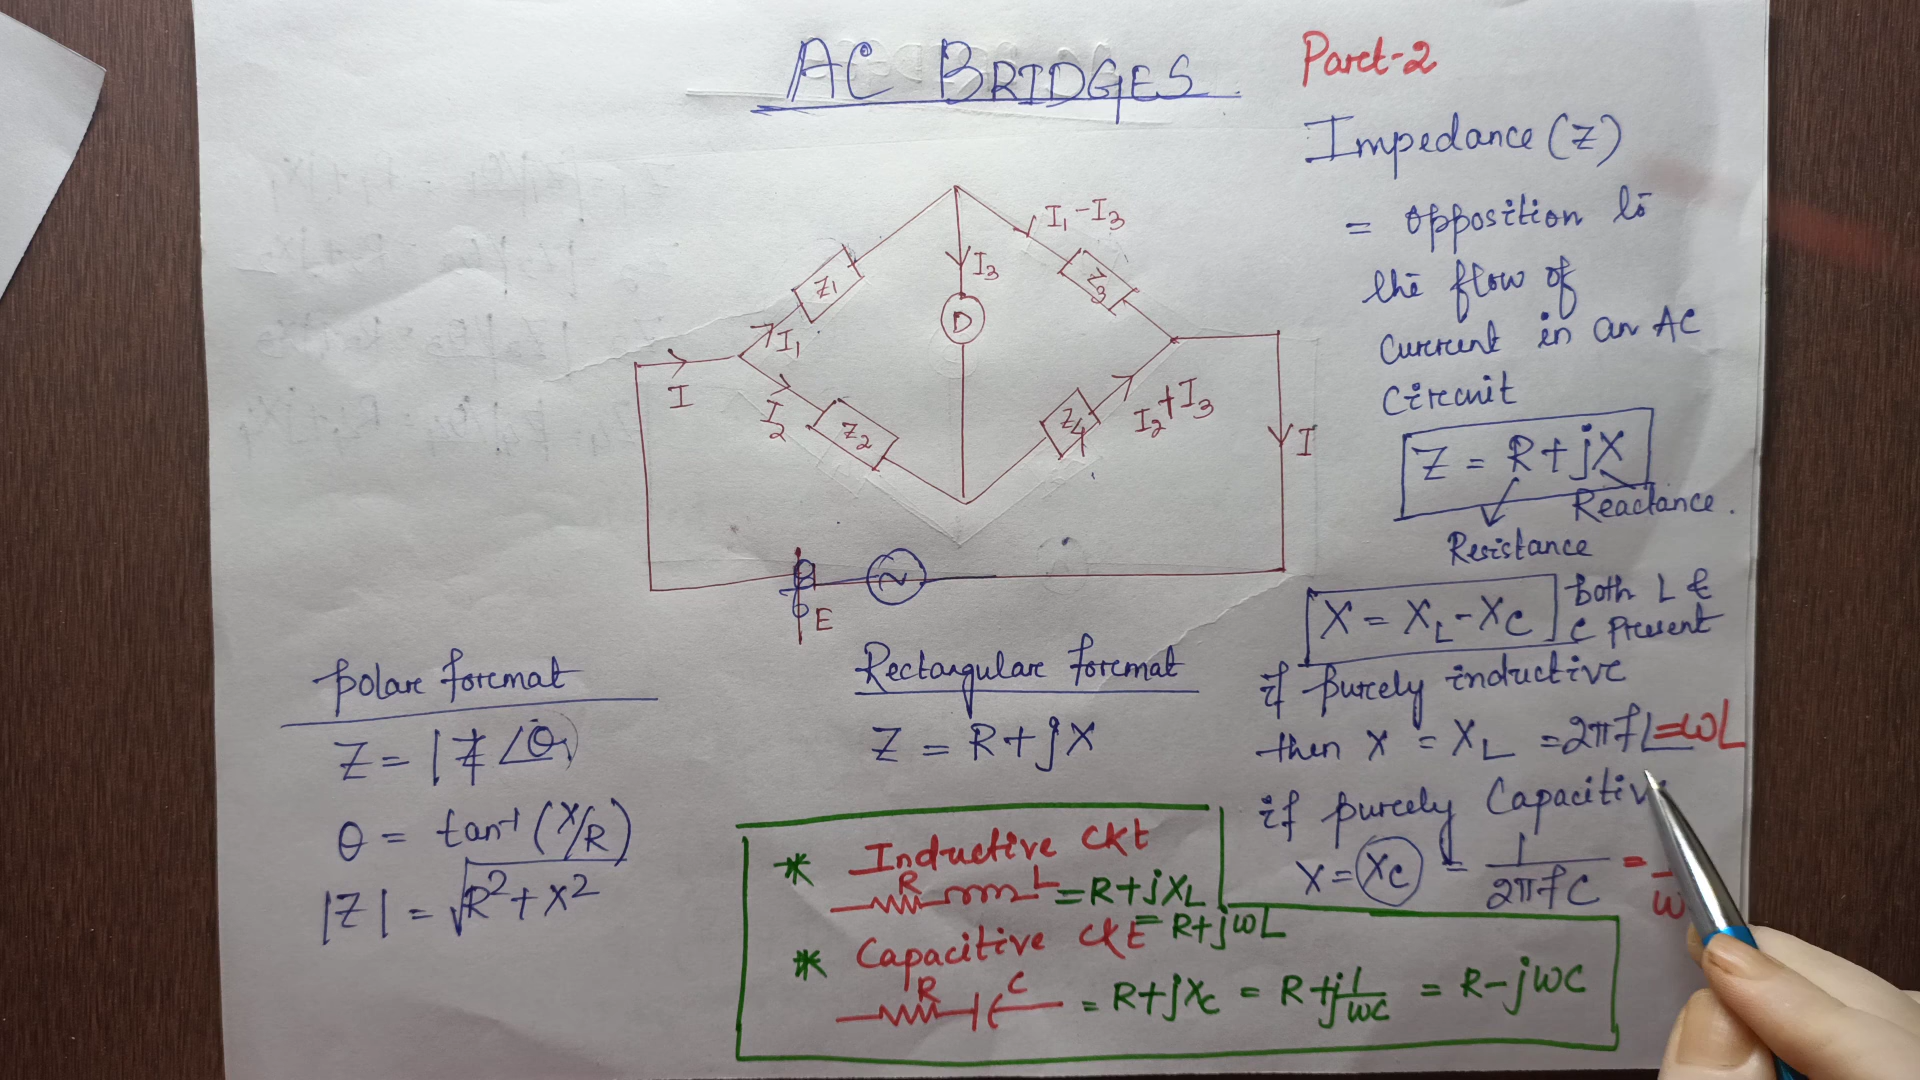 AC BRIDGES
Part-2
Impedance (Z)
= opposition to
the flow of
Current in an AC
Circuit
Z = R + jX
Reactance.
Resistance
X = XL - XC
both L &
C present
if purely inductive
then X = XL = 2πfL = ωL
if purely Capacitive
X = XC = 1/2πfC =
I1
I2
I3
I1 - I3
I2 + I3
I
I
Z1
Z2
Z3
Z4
D
E
Polar format
Z = |Z ∠θ
θ = tan-1 (X/R)
|Z| = √R² + X²
Rectangular format
Z = R + jX
* Inductive Ckt
R L = R + jXL
= R + jωL
* Capacitive Ckt
R C = R + jXC = R + j1/ωC = R - jωC